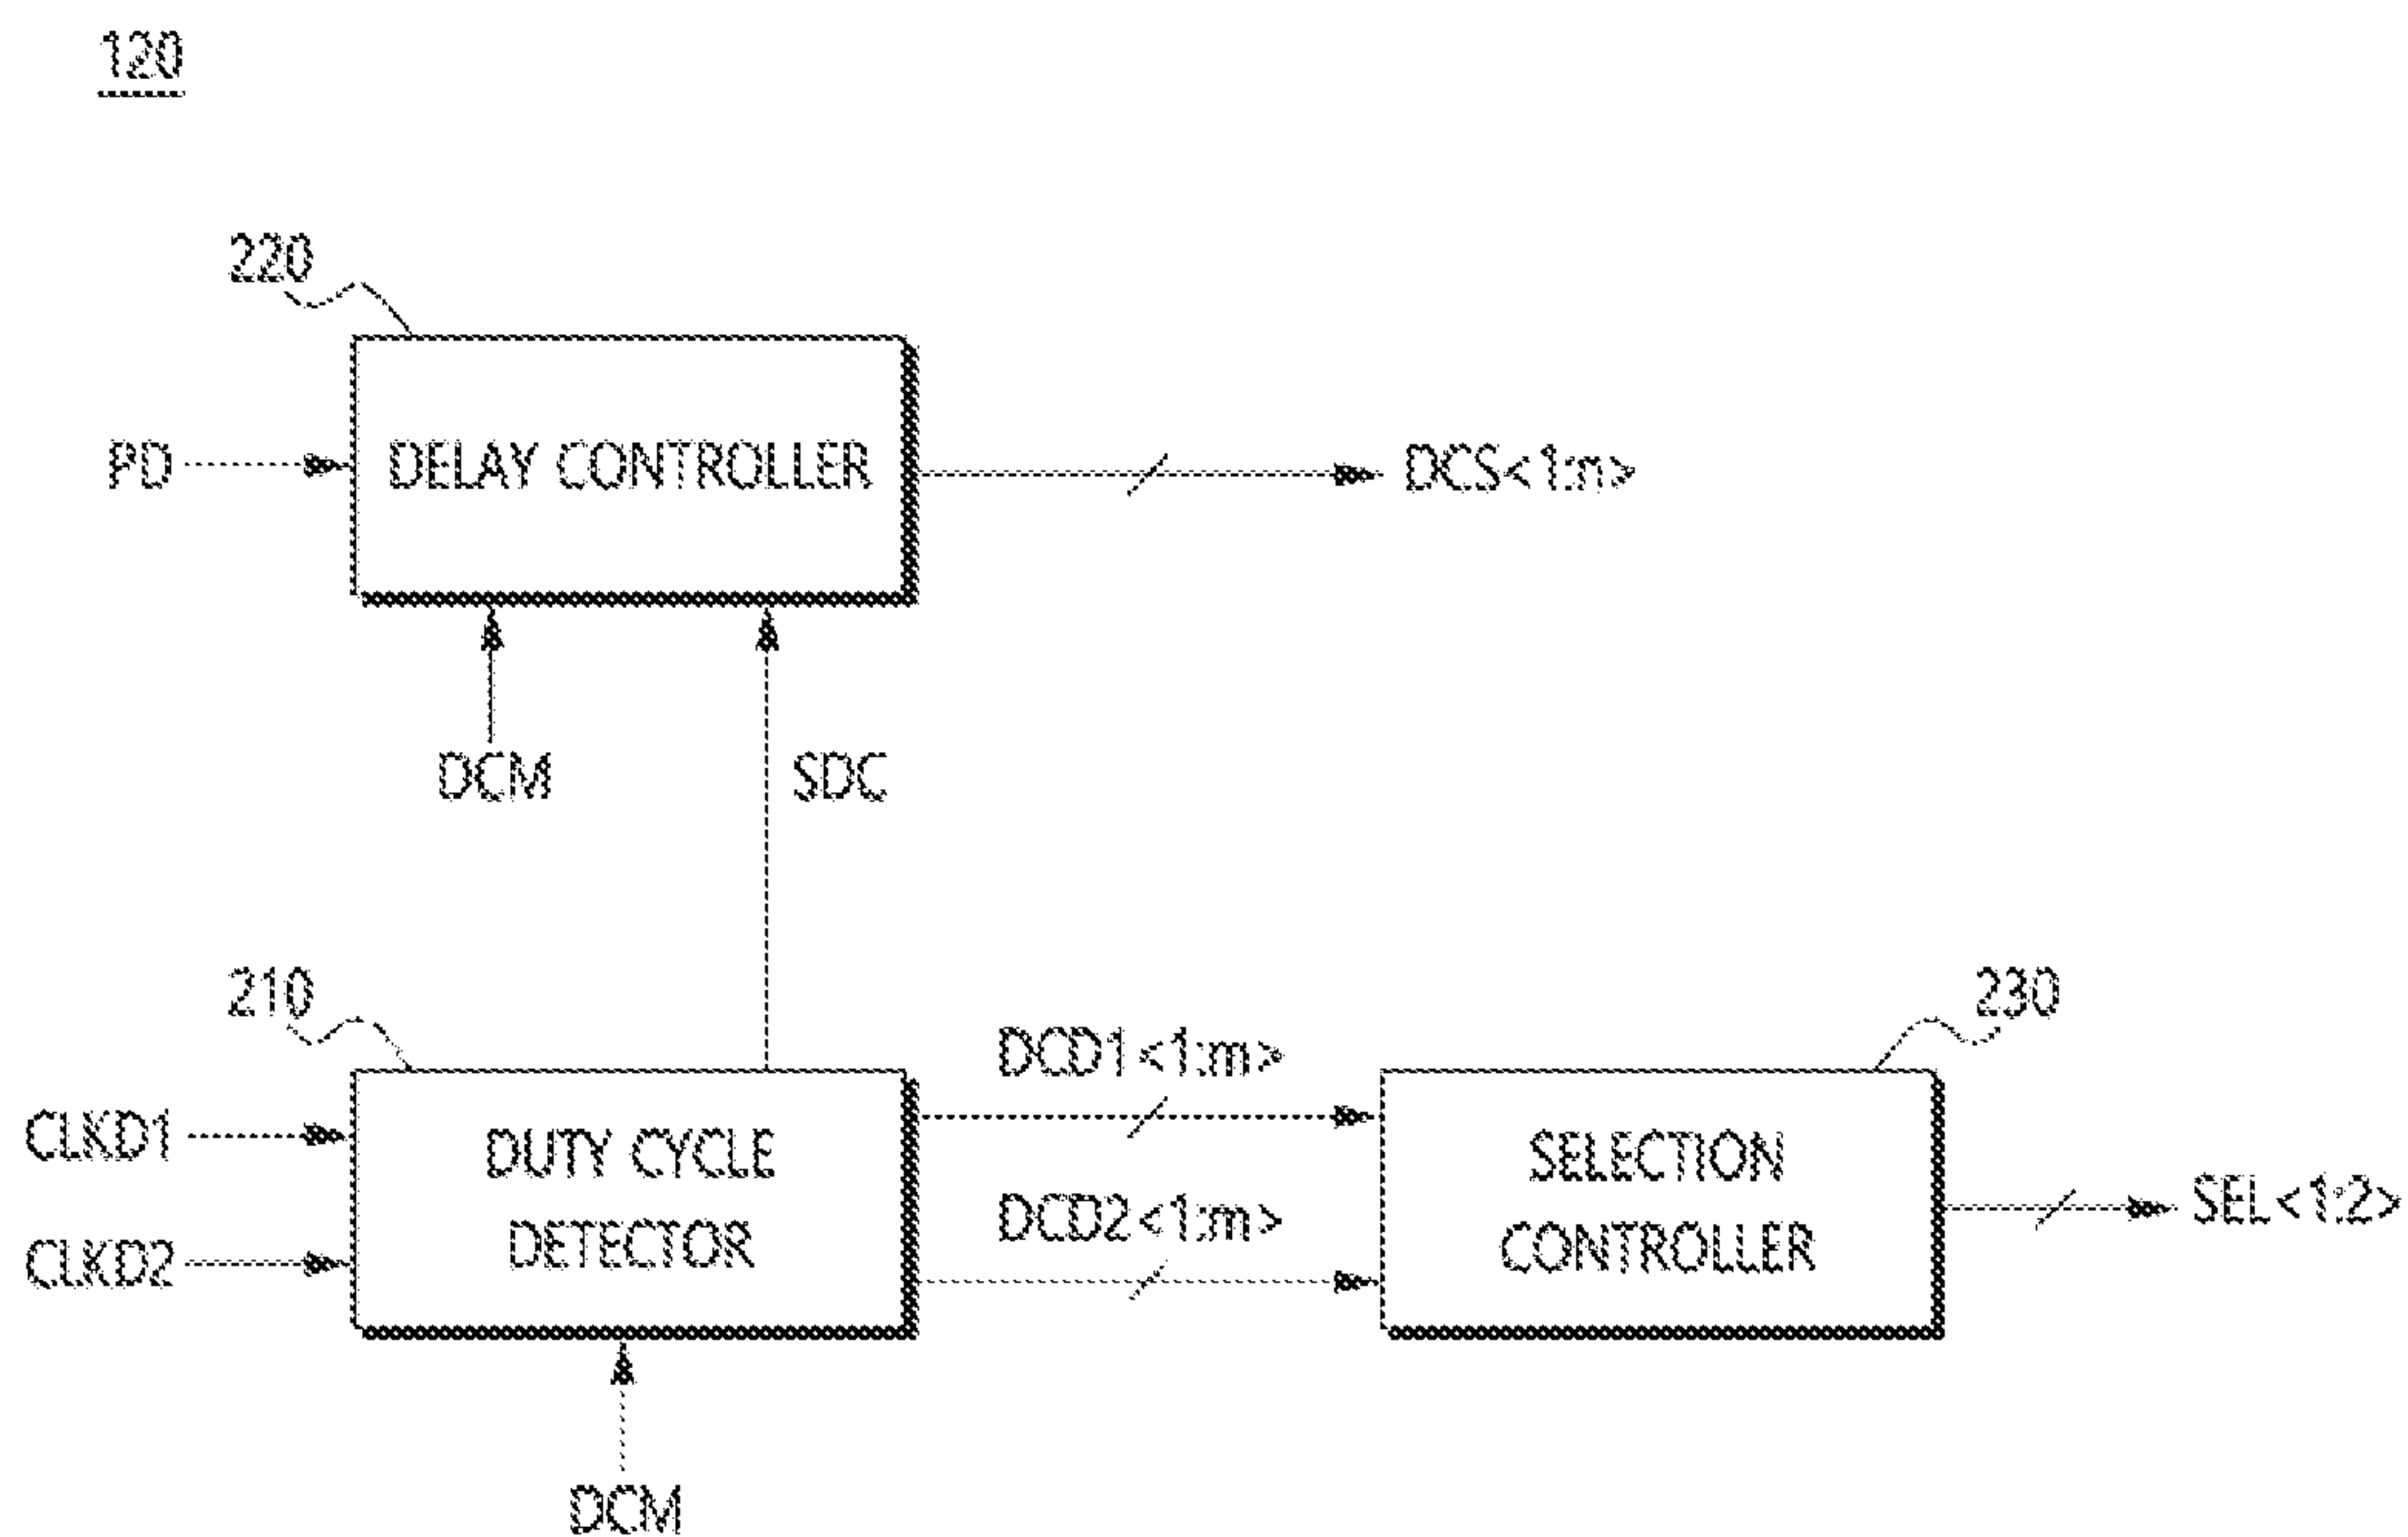 120
220
PD
DELAY CONTROLLER
DCS<1:n>
DCM
SDC
210
230
DCD1<1:m>
CLKD1
DUTY CYCLE
DETECTOR
SELECTION
CONTROLLER
DCD2<1:m>
SEL<1:2>
CLKD2
DCM